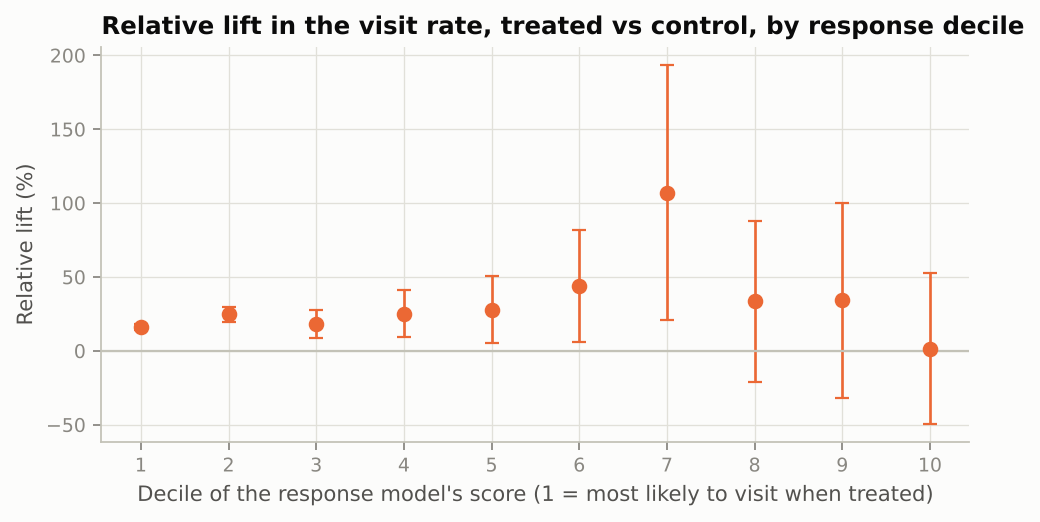 Relative lift in the visit rate, treated vs control, by response decile
Relative lift (%)
200
150
100
50
0
−50
1 2 3 4 5 6 7 8 9 10
Decile of the response model's score (1 = most likely to visit when treated)